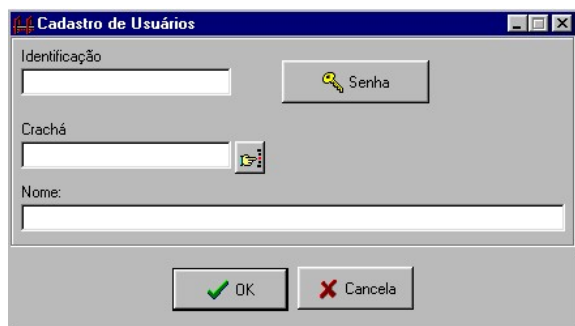 Cadastro de Usuários
Identificação
Senha
Crachá
Nome:
OK
Cancela